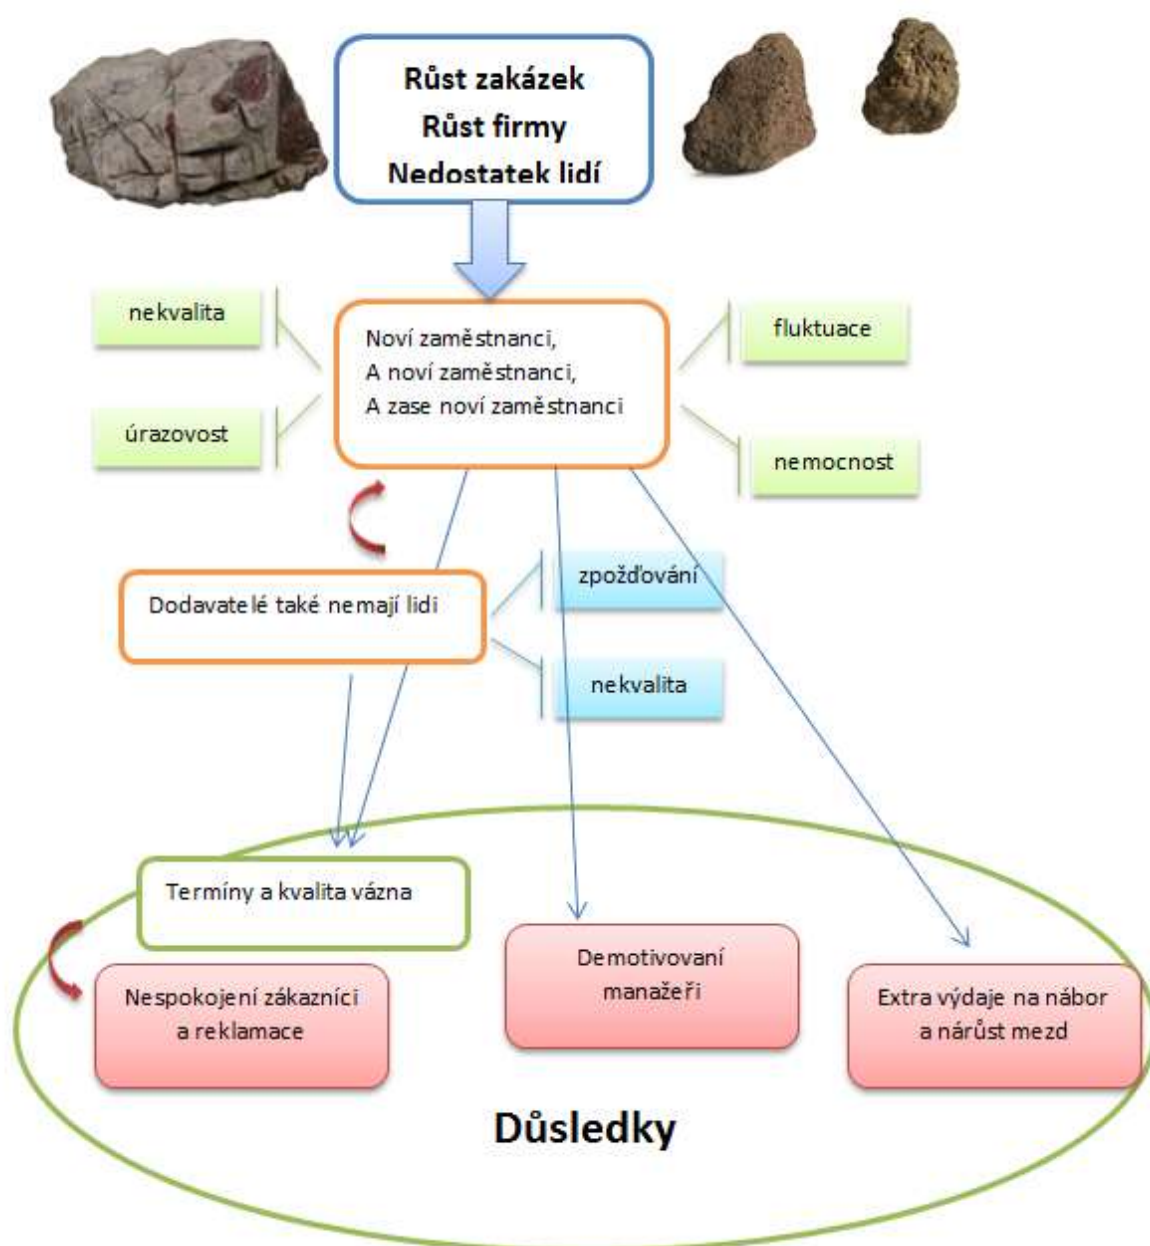 Růst zakázek
Růst firmy
Nedostatek lidí
nekvalita
fluktuace
Noví zaměstnanci,
A noví zaměstnanci,
A zase noví zaměstnanci
úrazovost
nemocnost
zpožďování
Dodavatelé také nemají lidi
nekvalita
Termíny a kvalita vázna
Nespokojení zákazníci
a reklamace
Demotivovaní
manažeři
Extra výdaje na nábor
a nárůst mezd
Důsledky